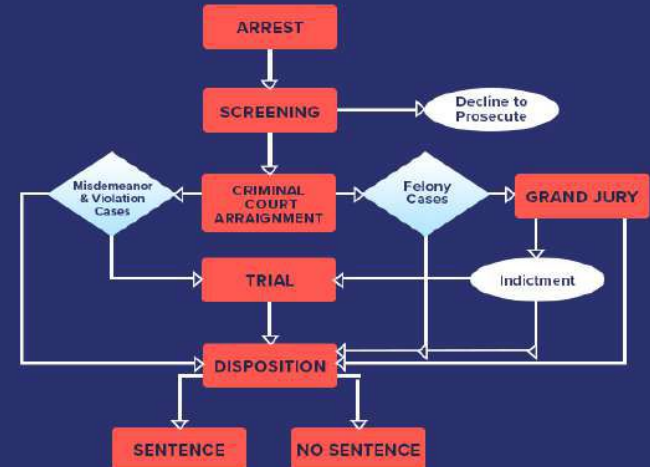 ARREST
SCREENING
Decline to
Prosecute
Misdemeanor
& Violation
Cases
CRIMINAL
COURT
ARRAIGNMENT
Felony
Cases
GRAND JURY
TRIAL
Indictment
DISPOSITION
SENTENCE
NO SENTENCE